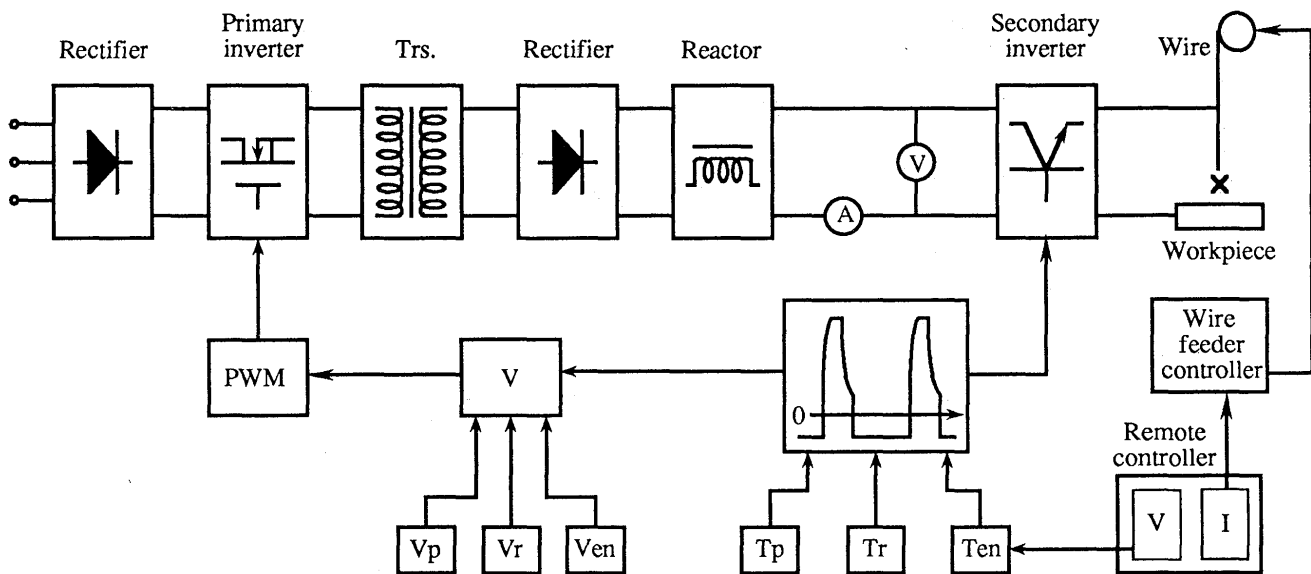 Rectifier
Primary
inverter
Trs.
Rectifier
Reactor
Secondary
inverter
Wire
V
A
Workpiece
PWM
V
0
Wire
feeder
controller
Remote
controller
V
I
Vp
Vr
Ven
Tp
Tr
Ten